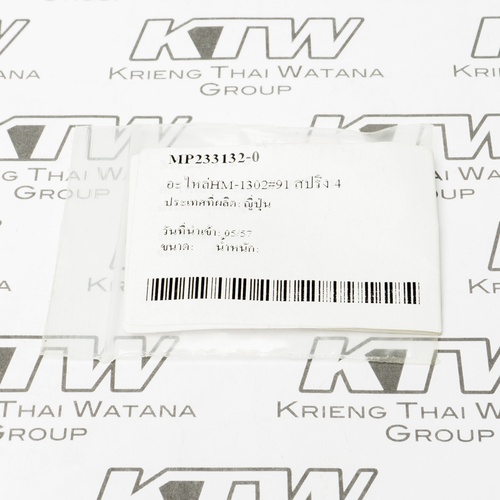 KTW
KRIENG THAI WATANA
GROUP
KTW
MP233132-0
อะไหล่HM-1302#91 สปริง 4
ประเทศที่ผลิต: ญี่ปุ่น
วันที่นำเข้า: 05/57
ขนาด: น้ำหนัก:
KTW
KTW
THAI WATANA
GROUP
KRIENG THAI WATANA
GROUP